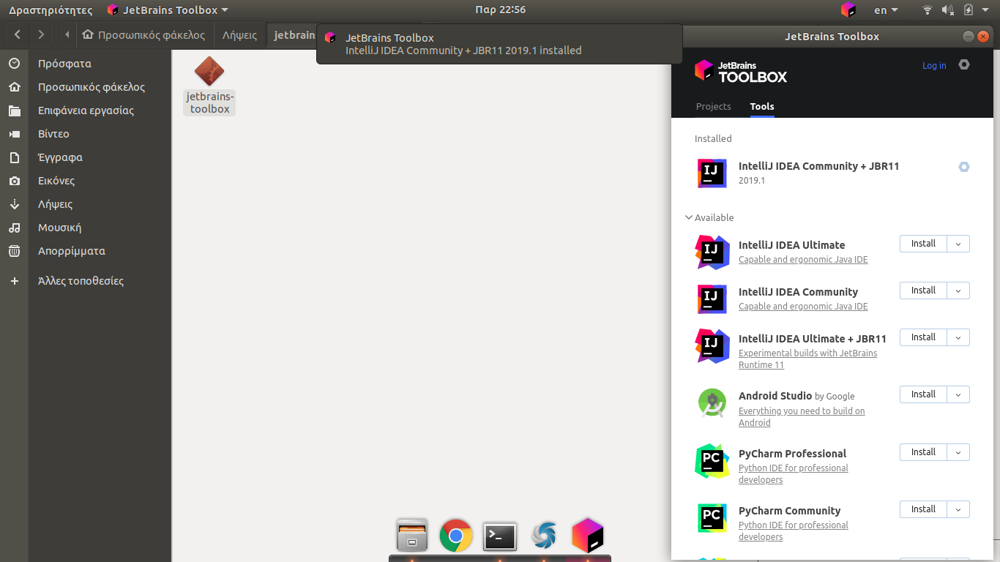 Δραστηριότητες
JetBrains Toolbox
Παρ 22:56
en
Προσωπικός φάκελος
Λήψεις
jetbrain
JetBrains Toolbox
IntelliJ IDEA Community + JBR11 2019.1 installed
Πρόσφατα
Προσωπικός φάκελος
Επιφάνεια εργασίας
Βίντεο
Έγγραφα
Εικόνες
Λήψεις
Μουσική
Απορρίμματα
Άλλες τοποθεσίες
jetbrains-
toolbox
JetBrains Toolbox
JetBrains
TOOLBOX
Log in
Projects
Tools
Installed
IJ
IntelliJ IDEA Community + JBR11
2019.1
Available
IJ
IntelliJ IDEA Ultimate
Capable and ergonomic Java IDE
Install
IJ
IntelliJ IDEA Community
Capable and ergonomic Java IDE
Install
IJ
IntelliJ IDEA Ultimate + JBR11
Experimental builds with JetBrains
Runtime 11
Install
Android Studio by Google
Everything you need to build on
Android
Install
PC
PyCharm Professional
Python IDE for professional
developers
Install
PC
PyCharm Community
Python IDE for professional
developers
Install